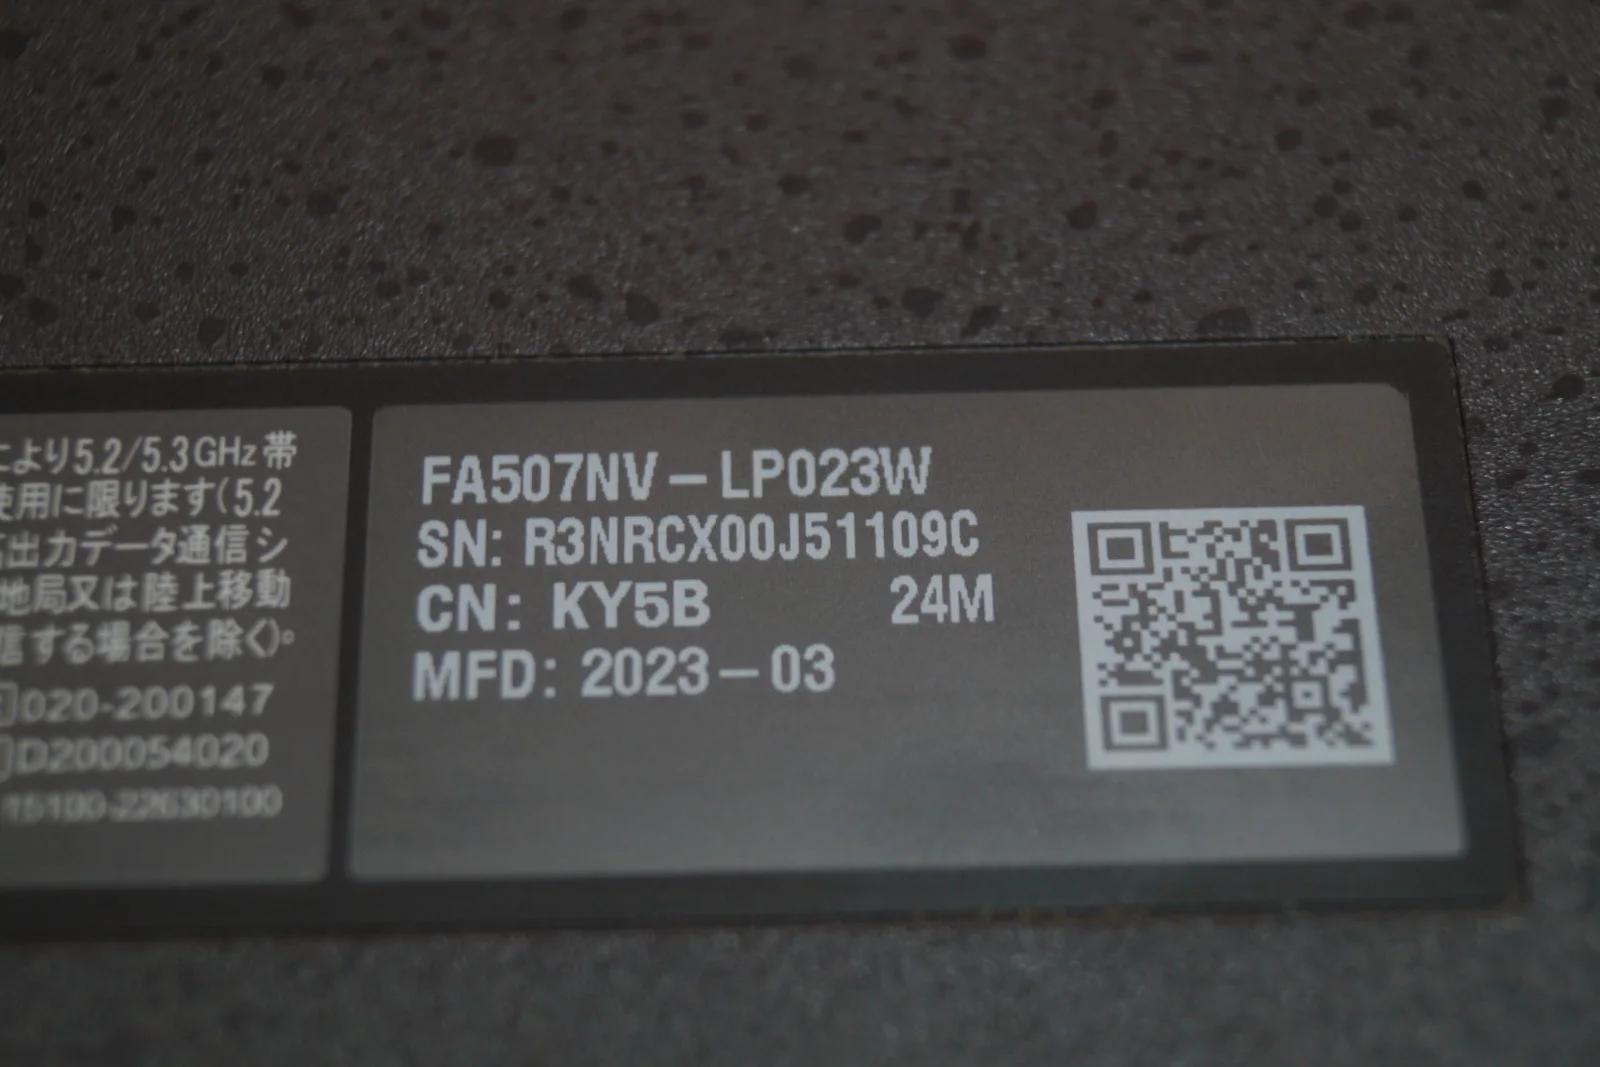 により5.2/5.3GHz帯
使用に限ります(5.2
高出力データ通信シ
地局又は陸上移動
信する場合を除く)。
020-200147
D200054020
15100-22630100
FA507NV-LP023W
SN: R3NRCX00J51109C
CN: KY5B 24M
MFD: 2023-03